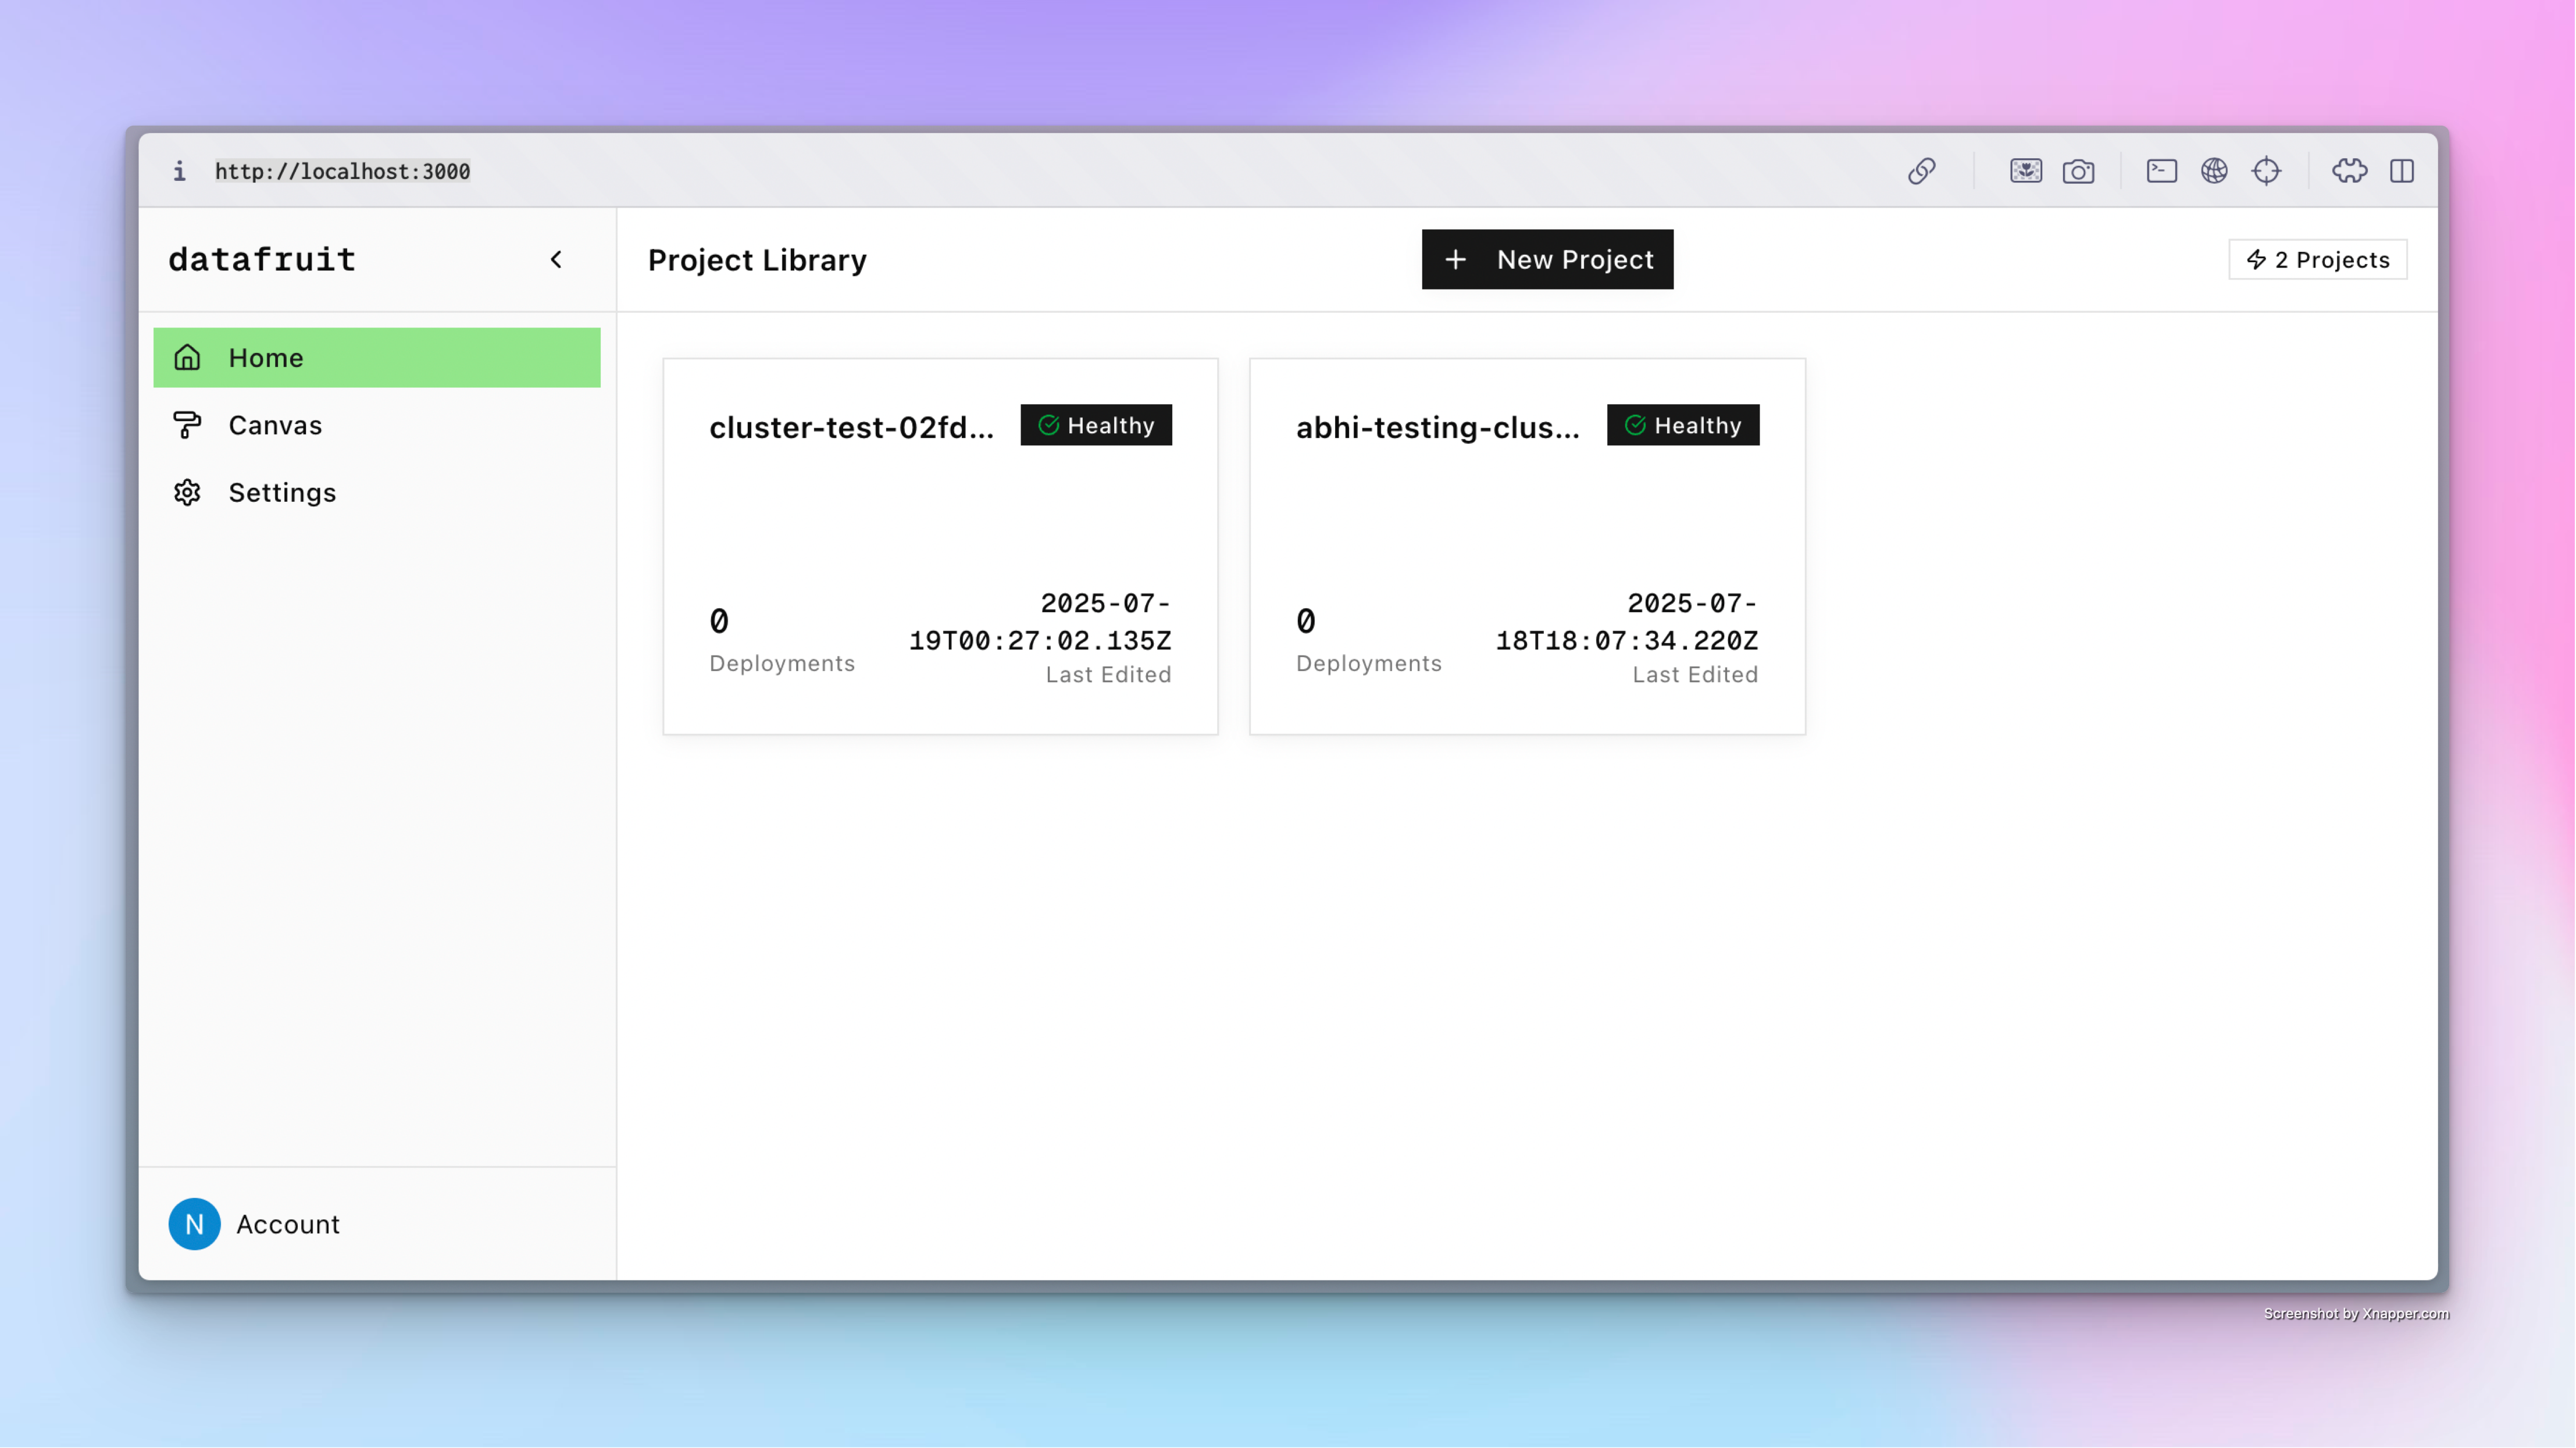 http://localhost:3000
datafruit
Project Library
+ New Project
2 Projects
Home
Canvas
Settings
cluster-test-02fd...
Healthy
0
Deployments
2025-07-
19T00:27:02.135Z
Last Edited
abhi-testing-clus...
Healthy
0
Deployments
2025-07-
18T18:07:34.220Z
Last Edited
N
Account
Screenshot by Xnapper.com